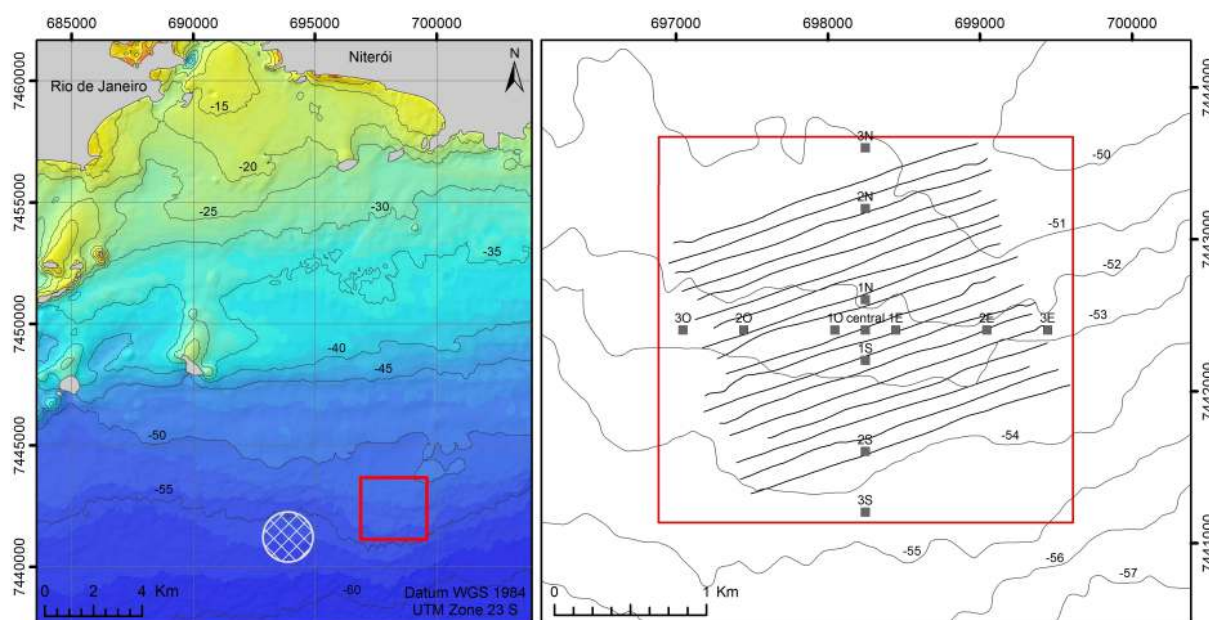 685000 690000 695000 700000
697000 698000 699000 700000
Niterói
N
Rio de Janeiro
7460000
7455000
7450000
7445000
7440000
-15
-20
-25
-30
-35
-40
-45
-50
-55
-60
0 2 4 Km
Datum WGS 1984
UTM Zone 23 S
7444000
7443000
7442000
7441000
3N
-50
2N
-51
-52
1N
-53
3O 2O 1O central 1E 2E 3E
1S
-54
2S
3S
-55
-56
-57
0 1 Km